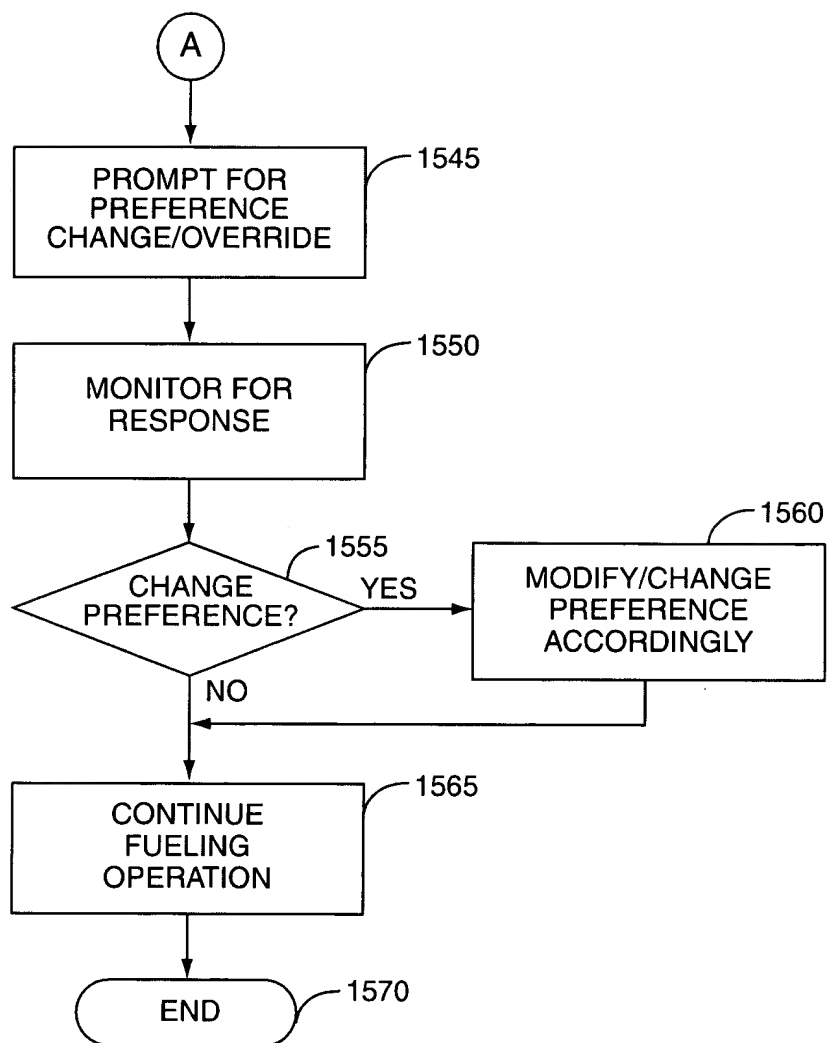 A
PROMPT FOR
PREFERENCE
CHANGE/OVERRIDE
1545
MONITOR FOR
RESPONSE
1550
CHANGE
PREFERENCE?
1555
YES
NO
MODIFY/CHANGE
PREFERENCE
ACCORDINGLY
1560
CONTINUE
FUELING
OPERATION
1565
END
1570